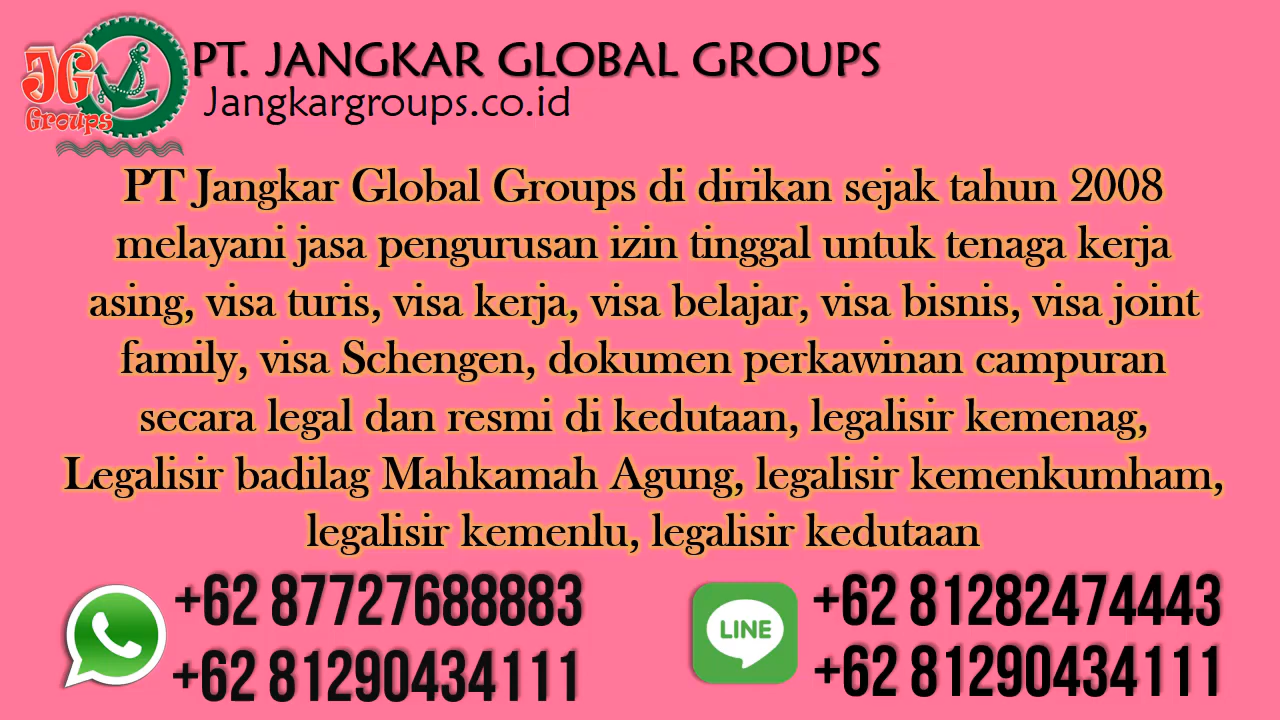 JG
Groups
PT. JANGKAR GLOBAL GROUPS
Jangkargroups.co.id
PT Jangkar Global Groups di dirikan sejak tahun 2008
melayani jasa pengurusan izin tinggal untuk tenaga kerja
asing, visa turis, visa kerja, visa belajar, visa bisnis, visa joint
family, visa Schengen, dokumen perkawinan campuran
secara legal dan resmi di kedutaan, legalisir kemenag,
Legalisir badilag Mahkamah Agung, legalisir kemenkumham,
legalisir kemenlu, legalisir kedutaan
+62 87727688883
+62 81290434111
LINE
+62 81282474443
+62 81290434111